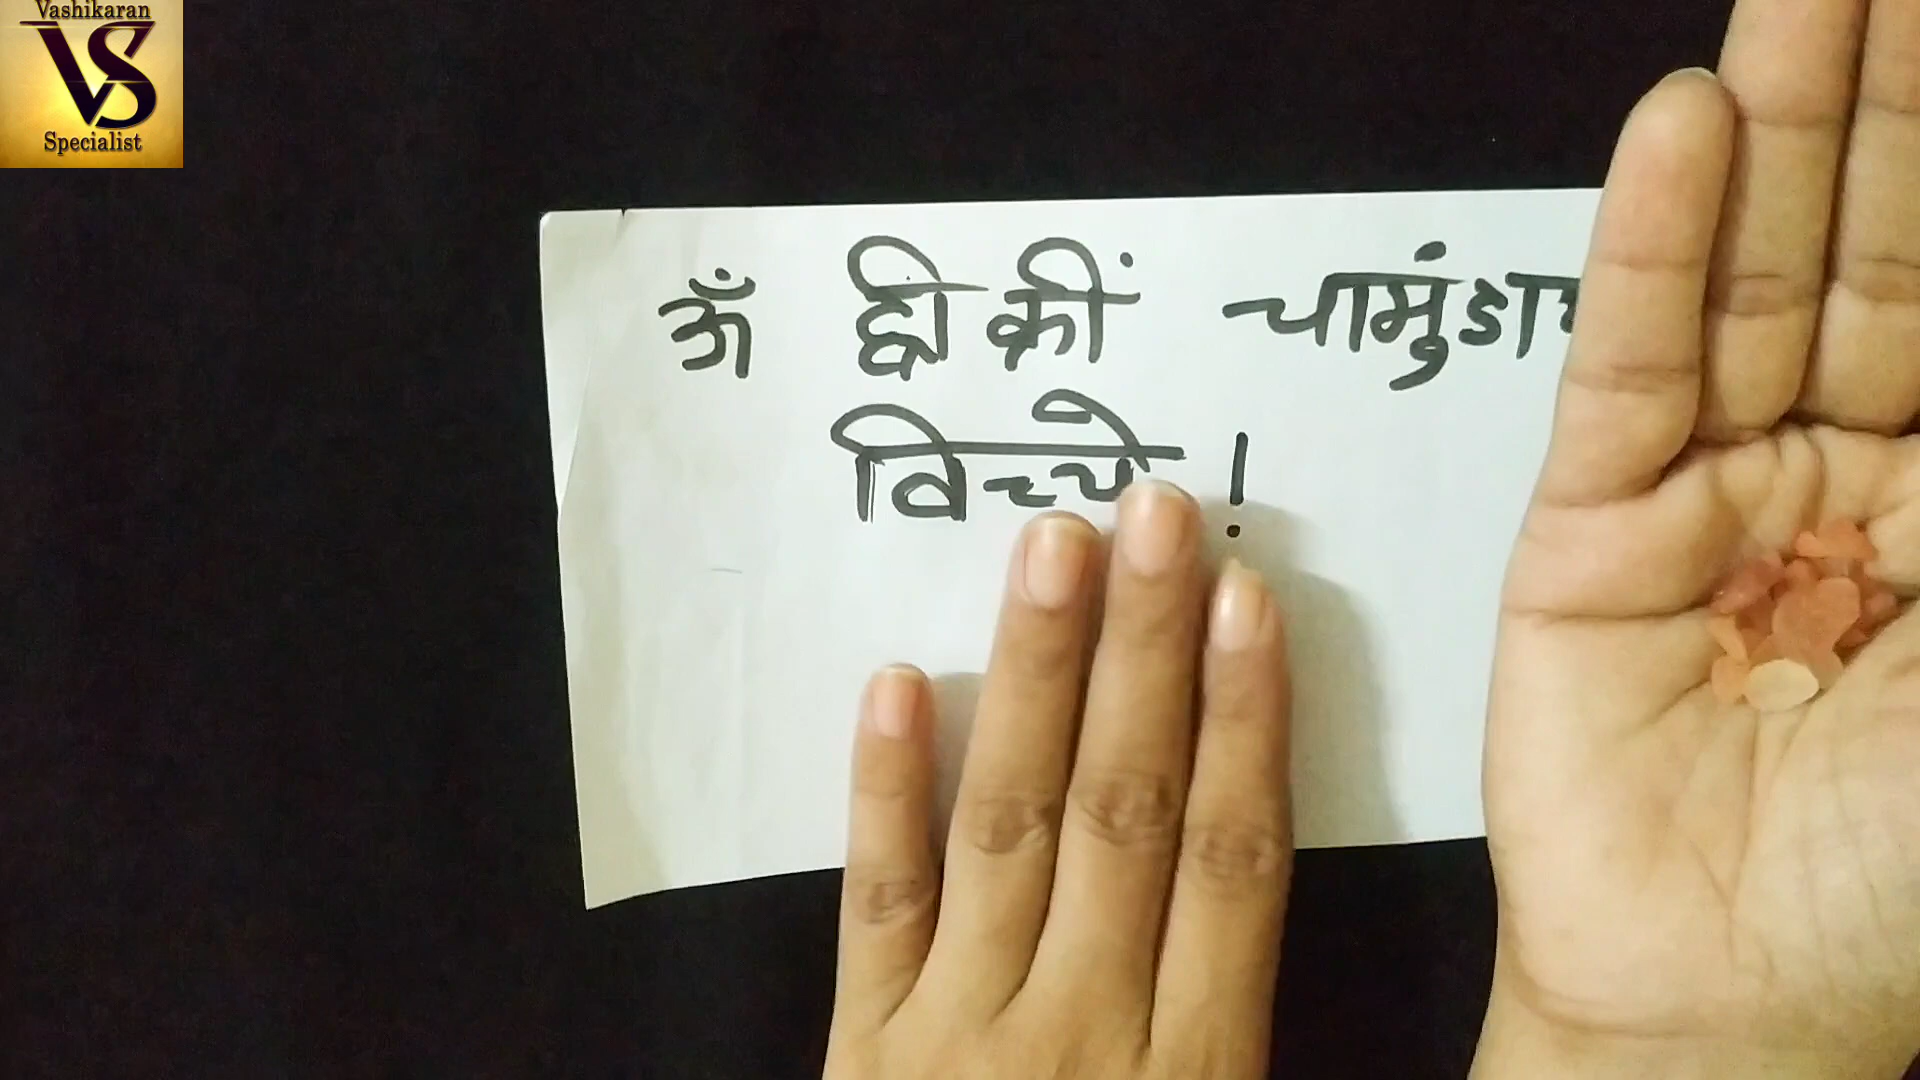 Vashikaran
VS
Specialist
ॐ ह्री क्रीं चामुंडाय
विच्चे !